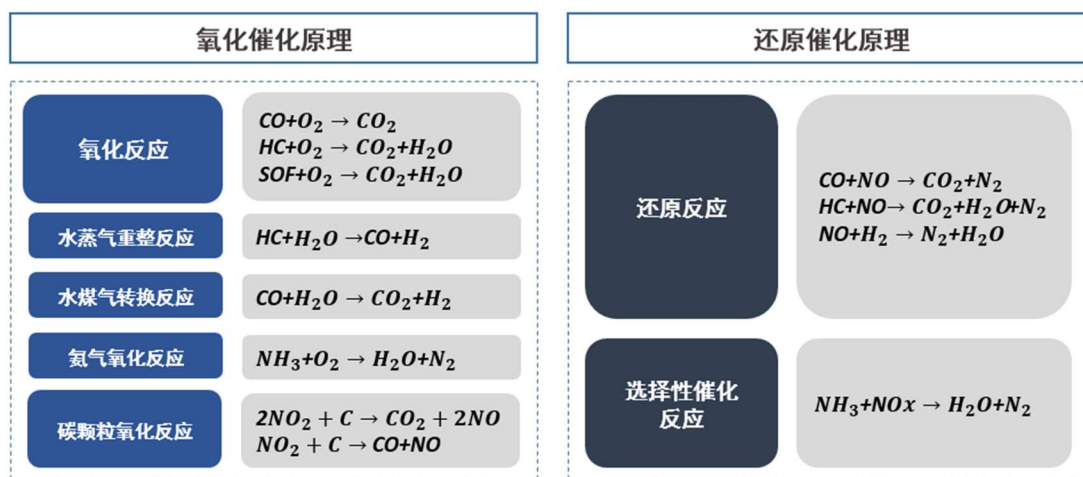 氧化催化原理
氧化反应
CO+O₂ → CO₂
HC+O₂ → CO₂+H₂O
SOF+O₂ → CO₂+H₂O
水蒸气重整反应
HC+H₂O →CO+H₂
水煤气转换反应
CO+H₂O → CO₂+H₂
氨气氧化反应
NH₃+O₂ → H₂O+N₂
碳颗粒氧化反应
2NO₂ + C → CO₂ + 2NO
NO₂ + C → CO+NO
还原催化原理
还原反应
CO+NO → CO₂+N₂
HC+NO→ CO₂+H₂O+N₂
NO+H₂ → N₂+H₂O
选择性催化
反应
NH₃+NOx → H₂O+N₂